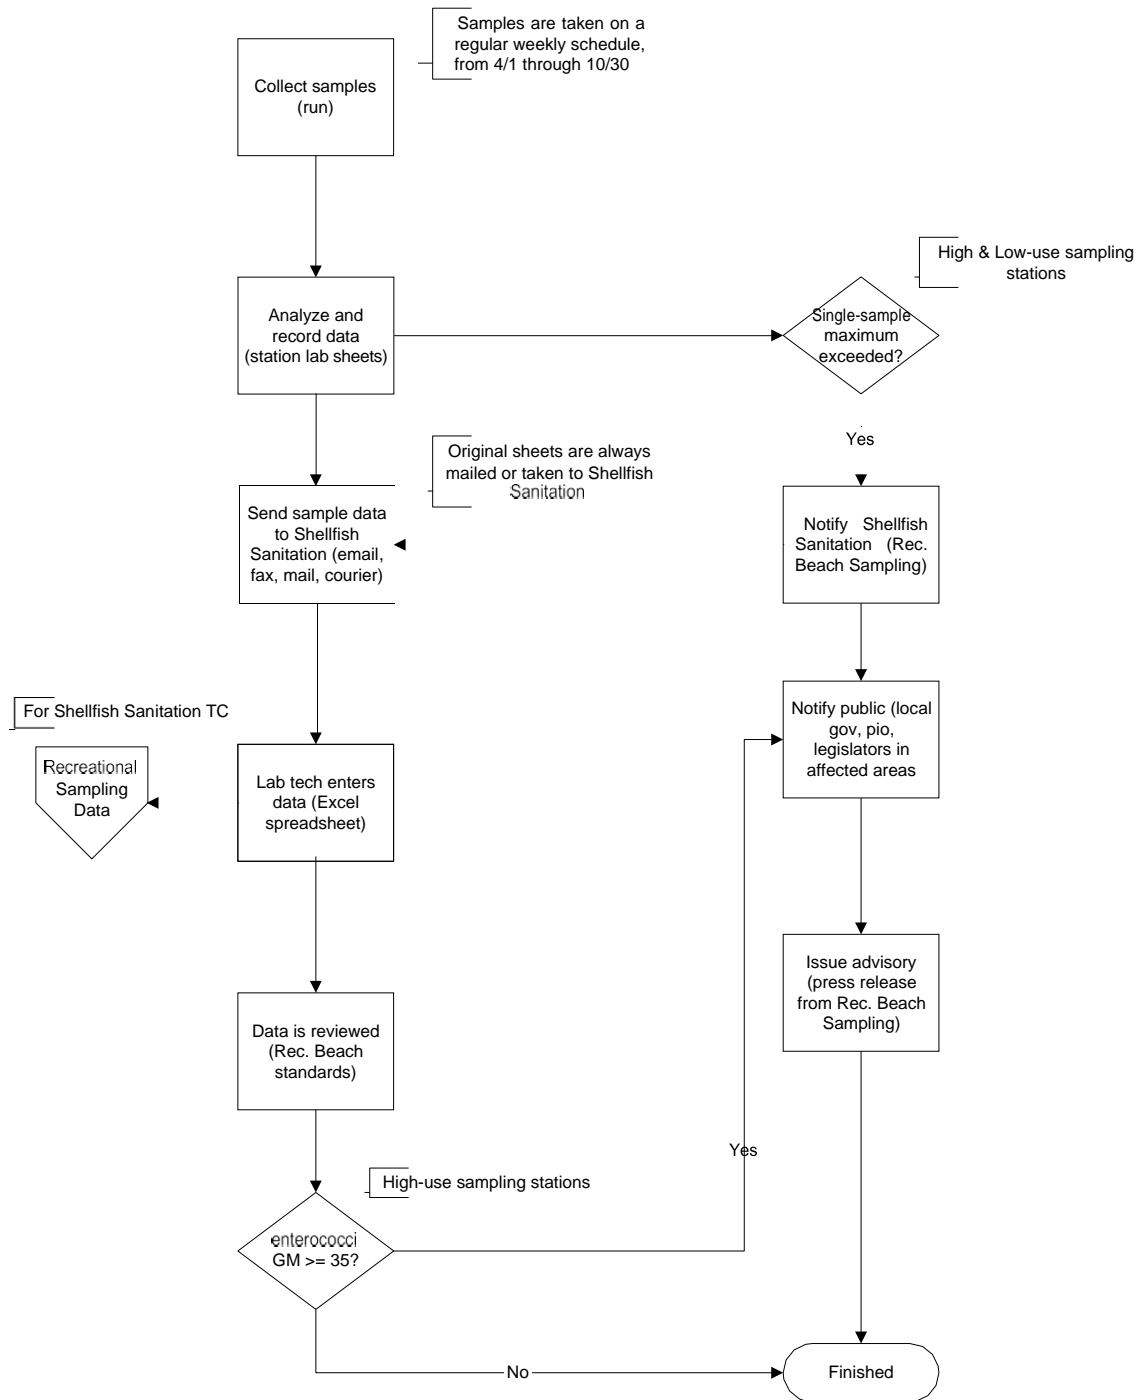 Samples are taken on a
regular weekly schedule,
from 4/1 through 10/30
Collect samples
(run)
High & Low-use sampling
stations
Analyze and
record data
(station lab sheets)
Single-sample
maximum
exceeded?
Yes
Original sheets are always
mailed or taken to Shellfish
Sanitation
Send sample data
to Shellfish
Sanitation (email,
fax, mail, courier)
Notify Shellfish
Sanitation (Rec.
Beach Sampling)
For Shellfish Sanitation TC
Recreational
Sampling
Data
Lab tech enters
data (Excel
spreadsheet)
Notify public (local
gov, pio,
legislators in
affected areas
Issue advisory
(press release
from Rec. Beach
Sampling)
Data is reviewed
(Rec. Beach
standards)
Yes
High-use sampling stations
enterococci
GM >= 35?
No
Finished